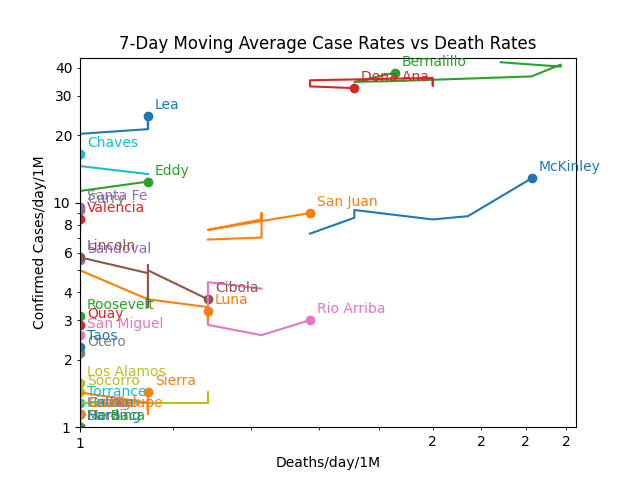 7-Day Moving Average Case Rates vs Death Rates
Bernalillo
Dona Ana
Lea
Chaves
Eddy
McKinley
Santa Fe
Curry
Valencia
San Juan
Lincoln
Sandoval
Cibola
Luna
Roosevelt
Rio Arriba
Quay
San Miguel
Taos
Otero
Los Alamos
Socorro
Sierra
Torrance
Guadalupe
Harding
40
30
20
10
8
6
4
3
2
1
Confirmed Cases/day/1M
1
2
2
2
2
Deaths/day/1M